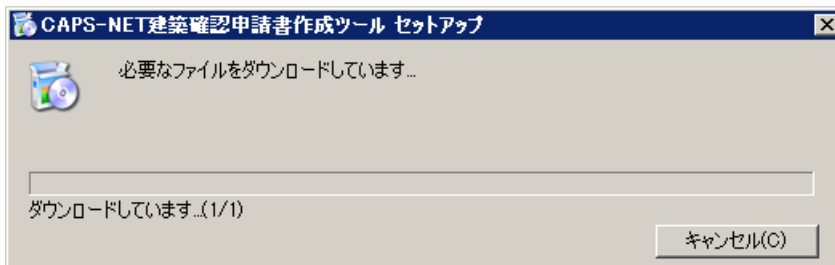 CAPS-NET建築確認申請書作成ツール セットアップ
必要なファイルをダウンロードしています...
ダウンロードしています...(1/1)
キャンセル(C)